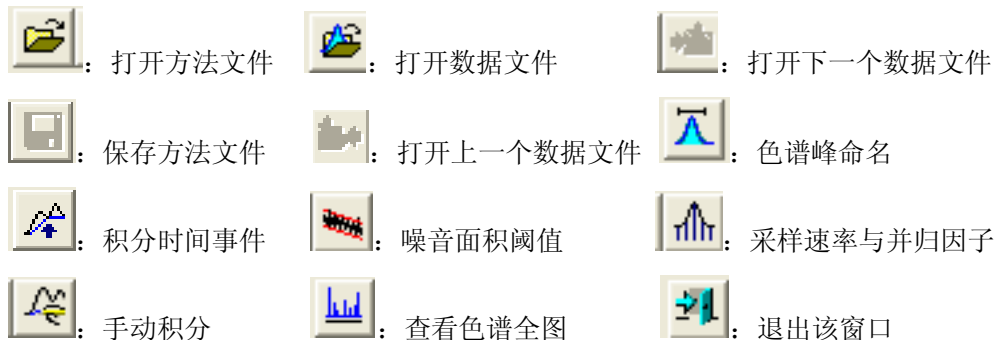 ：打开方法文件 ：打开数据文件 ：打开下一个数据文件
：保存方法文件 ：打开上一个数据文件 ：色谱峰命名
：积分时间事件 ：噪音面积阈值 ：采样速率与并归因子
：手动积分 ：查看色谱全图 ：退出该窗口